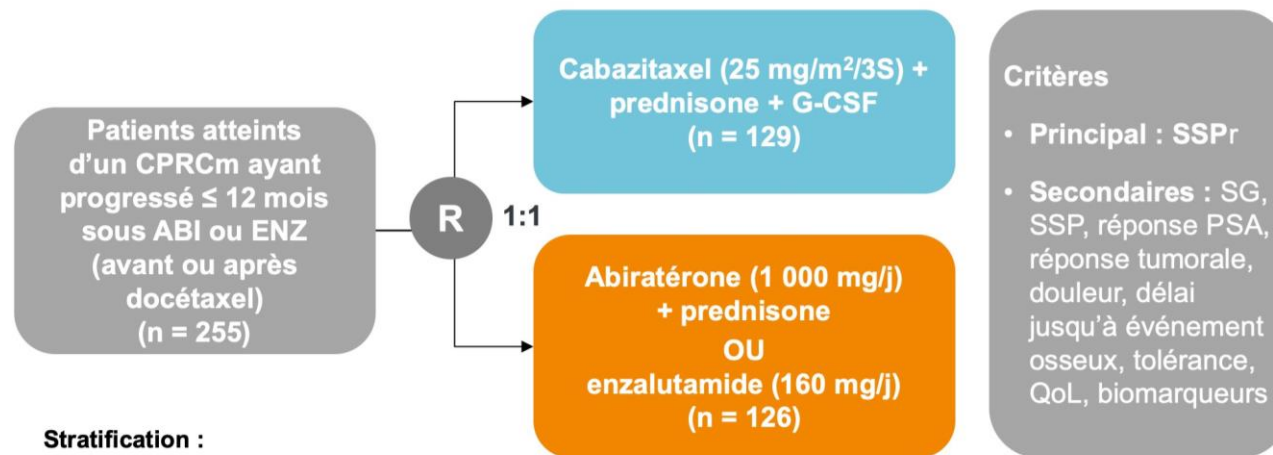 Patients atteints
d’un CPRCm ayant
progressé ≤ 12 mois
sous ABI ou ENZ
(avant ou après
docétaxel)
(n = 255)
R
1:1
Cabazitaxel (25 mg/m²/3S) +
prednisone + G-CSF
(n = 129)
Abiratérone (1 000 mg/j)
+ prednisone
OU
enzalutamide (160 mg/j)
(n = 126)
Critères
• Principal : SSPr
• Secondaires : SG,
SSP, réponse PSA,
réponse tumorale,
douleur, délai
jusqu’à événement
osseux, tolérance,
QoL, biomarqueurs
Stratification :